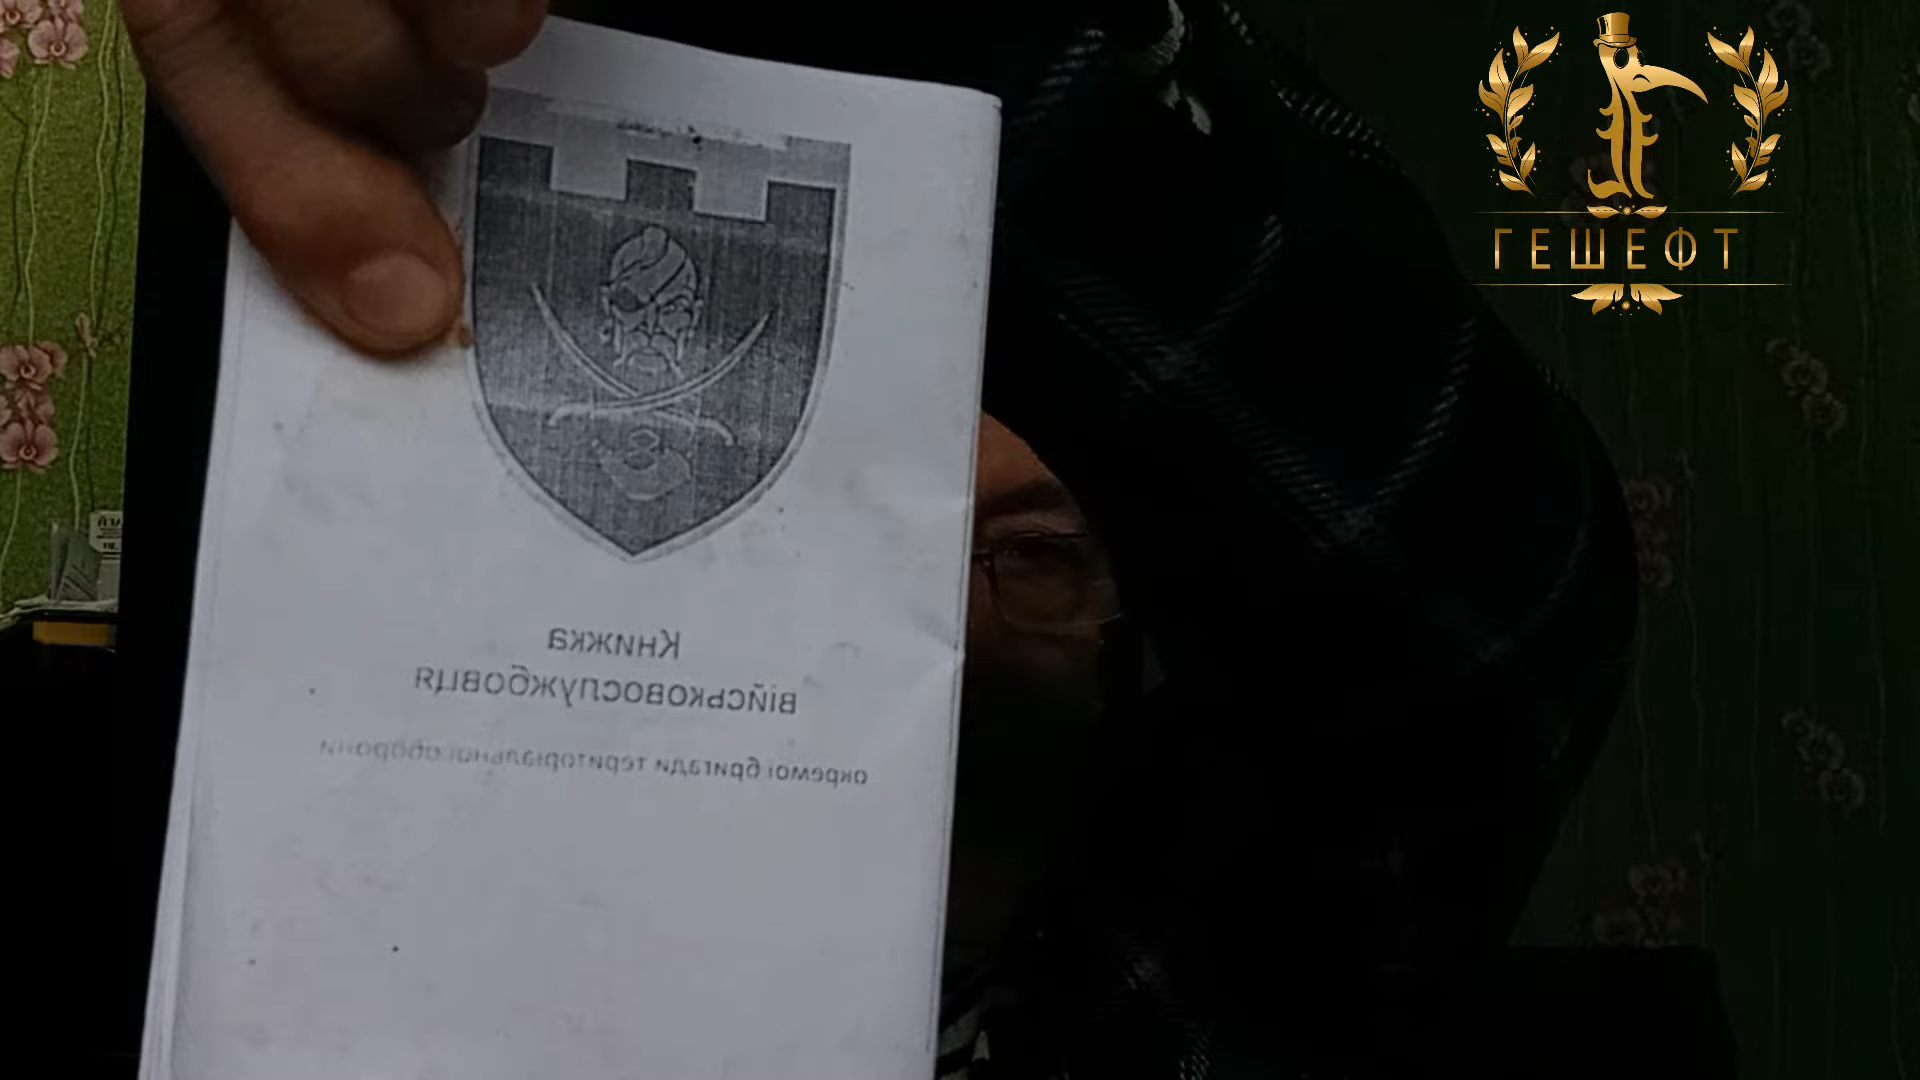 ГЕШЕФТ
Книжка
військовослужбовця
окремої бригади територіальної оборони